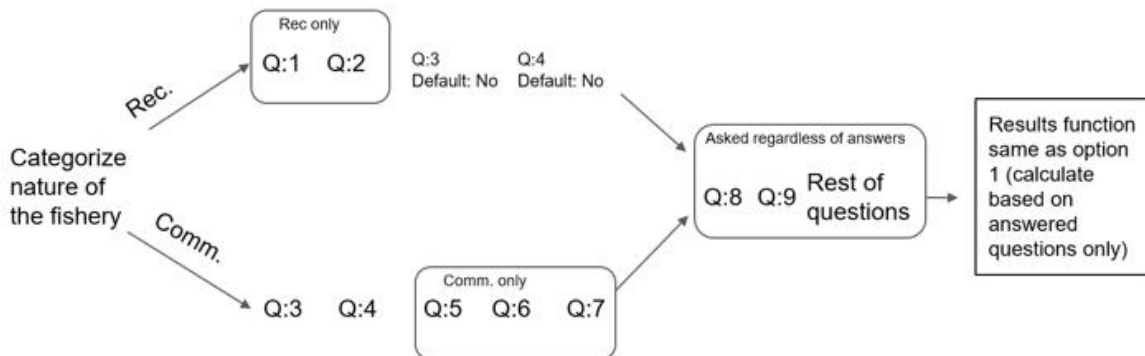 Categorize
nature of
the fishery
Rec.
Rec only
Q:1 Q:2
Q:3
Default: No
Q:4
Default: No
Comm.
Q:3 Q:4
Comm. only
Q:5 Q:6 Q:7
Asked regardless of answers
Q:8 Q:9 Rest of
questions
Results function
same as option
1 (calculate
based on
answered
questions only)